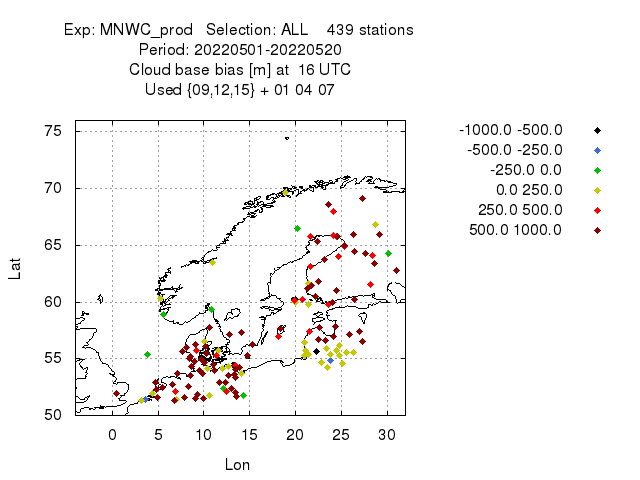 Exp: MNWC_prod   Selection: ALL    439 stations
Period: 20220501-20220520
Cloud base bias [m] at  16 UTC
Used {09,12,15} + 01 04 07
-1000.0 -500.0
-500.0 -250.0
-250.0 0.0
0.0 250.0
250.0 500.0
500.0 1000.0
75
70
65
60
55
50
Lat
0 5 10 15 20 25 30
Lon